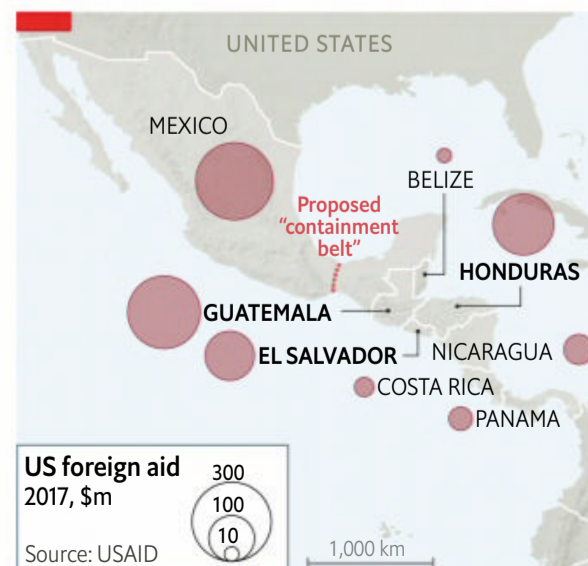 UNITED STATES
MEXICO
BELIZE
Proposed
“containment
belt”
HONDURAS
GUATEMALA
EL SALVADOR
NICARAGUA
COSTA RICA
PANAMA
US foreign aid
2017, $m
300
100
10
Source: USAID
1,000 km